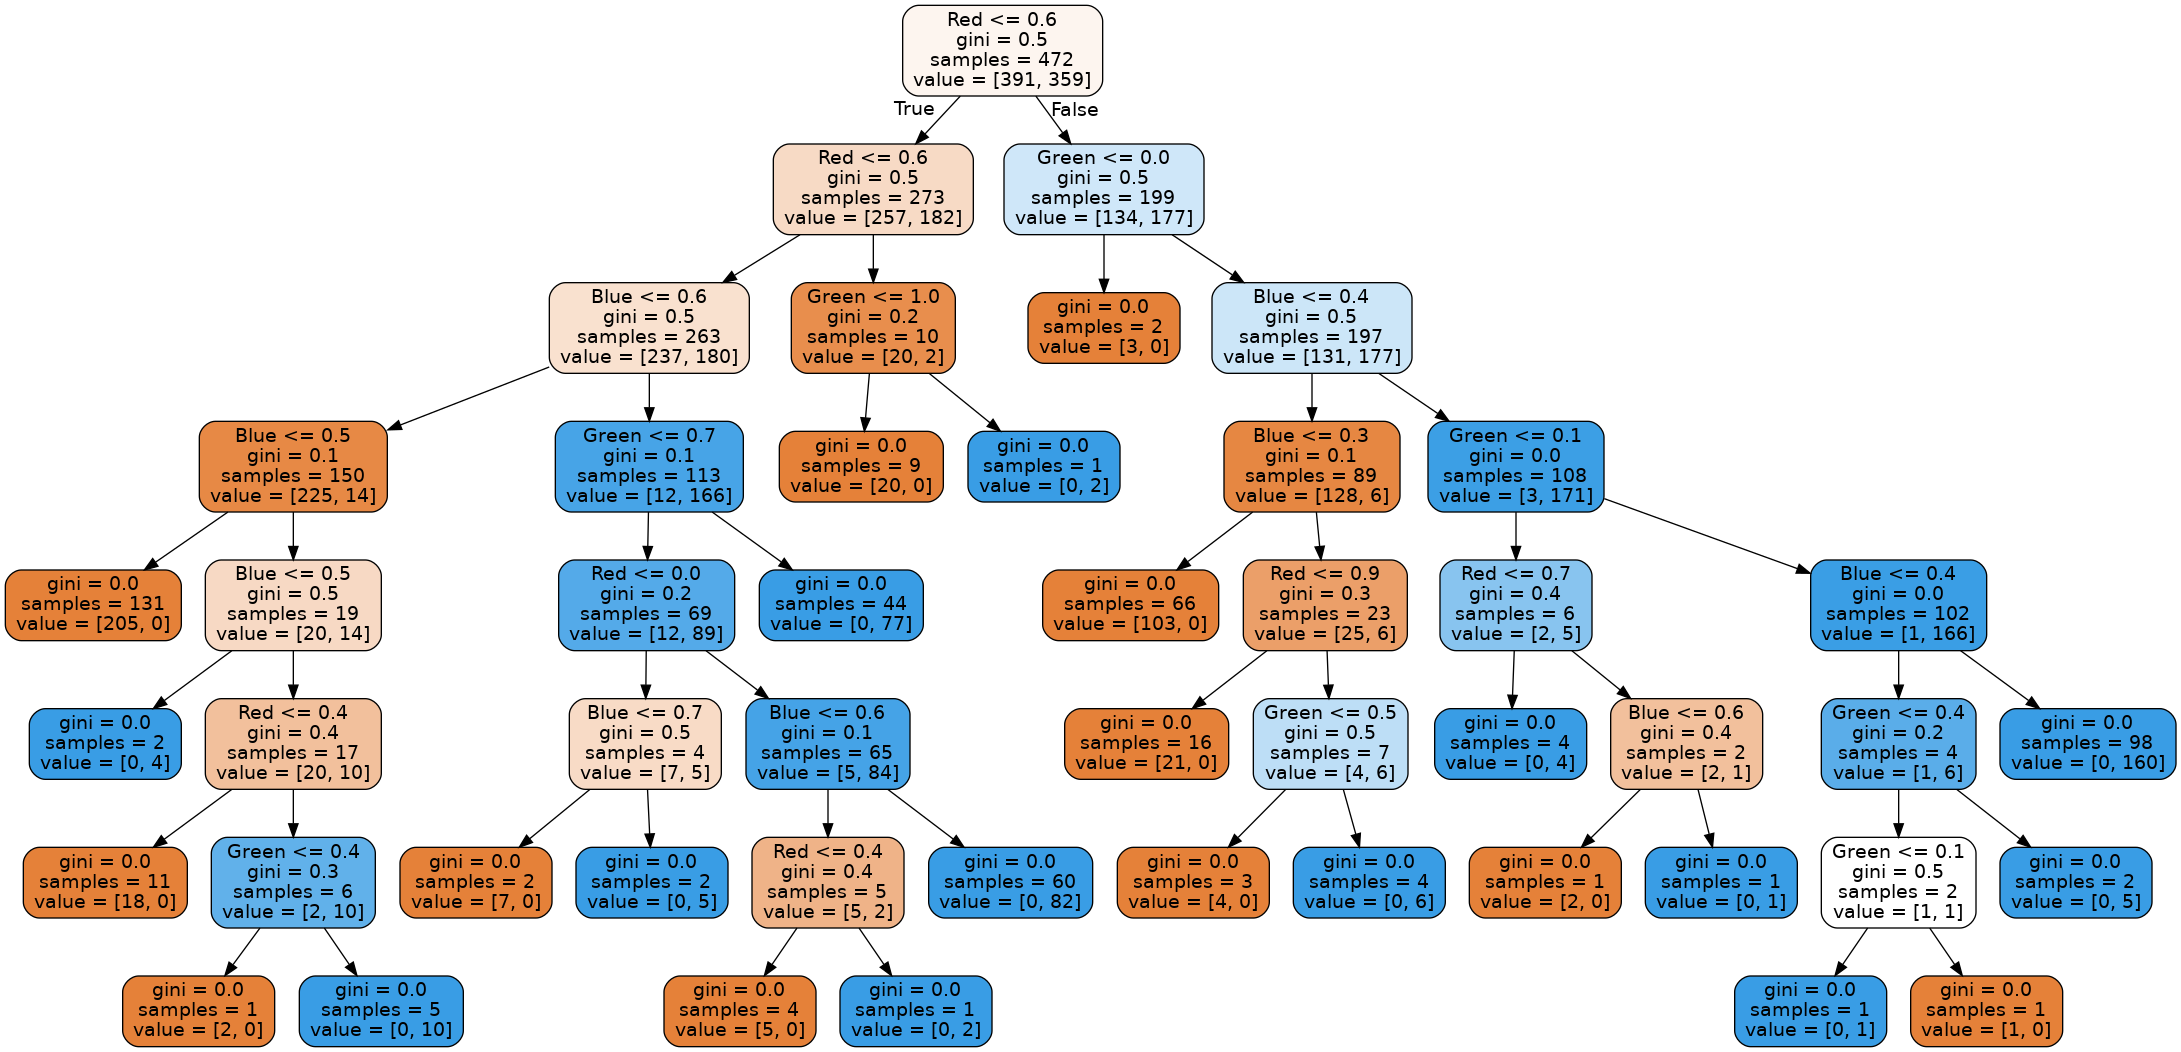 Red <= 0.6
gini = 0.5
samples = 472
value = [391, 359]
True
False
Red <= 0.6
gini = 0.5
samples = 273
value = [257, 182]
Green <= 0.0
gini = 0.5
samples = 199
value = [134, 177]
Blue <= 0.6
gini = 0.5
samples = 263
value = [237, 180]
Green <= 1.0
gini = 0.2
samples = 10
value = [20, 2]
gini = 0.0
samples = 2
value = [3, 0]
Blue <= 0.4
gini = 0.5
samples = 197
value = [131, 177]
Blue <= 0.5
gini = 0.1
samples = 150
value = [225, 14]
Green <= 0.7
gini = 0.1
samples = 113
value = [12, 166]
gini = 0.0
samples = 9
value = [20, 0]
gini = 0.0
samples = 1
value = [0, 2]
Blue <= 0.3
gini = 0.1
samples = 89
value = [128, 6]
Green <= 0.1
gini = 0.0
samples = 108
value = [3, 171]
gini = 0.0
samples = 131
value = [205, 0]
Blue <= 0.5
gini = 0.5
samples = 19
value = [20, 14]
Red <= 0.0
gini = 0.2
samples = 69
value = [12, 89]
gini = 0.0
samples = 44
value = [0, 77]
gini = 0.0
samples = 66
value = [103, 0]
Red <= 0.9
gini = 0.3
samples = 23
value = [25, 6]
Red <= 0.7
gini = 0.4
samples = 6
value = [2, 5]
Blue <= 0.4
gini = 0.0
samples = 102
value = [1, 166]
gini = 0.0
samples = 2
value = [0, 4]
Red <= 0.4
gini = 0.4
samples = 17
value = [20, 10]
Blue <= 0.7
gini = 0.5
samples = 4
value = [7, 5]
Blue <= 0.6
gini = 0.1
samples = 65
value = [5, 84]
gini = 0.0
samples = 16
value = [21, 0]
Green <= 0.5
gini = 0.5
samples = 7
value = [4, 6]
gini = 0.0
samples = 4
value = [0, 4]
Blue <= 0.6
gini = 0.4
samples = 2
value = [2, 1]
Green <= 0.4
gini = 0.2
samples = 4
value = [1, 6]
gini = 0.0
samples = 98
value = [0, 160]
gini = 0.0
samples = 11
value = [18, 0]
Green <= 0.4
gini = 0.3
samples = 6
value = [2, 10]
gini = 0.0
samples = 2
value = [7, 0]
gini = 0.0
samples = 2
value = [0, 5]
Red <= 0.4
gini = 0.4
samples = 5
value = [5, 2]
gini = 0.0
samples = 60
value = [0, 82]
gini = 0.0
samples = 3
value = [4, 0]
gini = 0.0
samples = 4
value = [0, 6]
gini = 0.0
samples = 1
value = [2, 0]
gini = 0.0
samples = 1
value = [0, 1]
Green <= 0.1
gini = 0.5
samples = 2
value = [1, 1]
gini = 0.0
samples = 2
value = [0, 5]
gini = 0.0
samples = 1
value = [2, 0]
gini = 0.0
samples = 5
value = [0, 10]
gini = 0.0
samples = 4
value = [5, 0]
gini = 0.0
samples = 1
value = [0, 2]
gini = 0.0
samples = 1
value = [0, 1]
gini = 0.0
samples = 1
value = [1, 0]